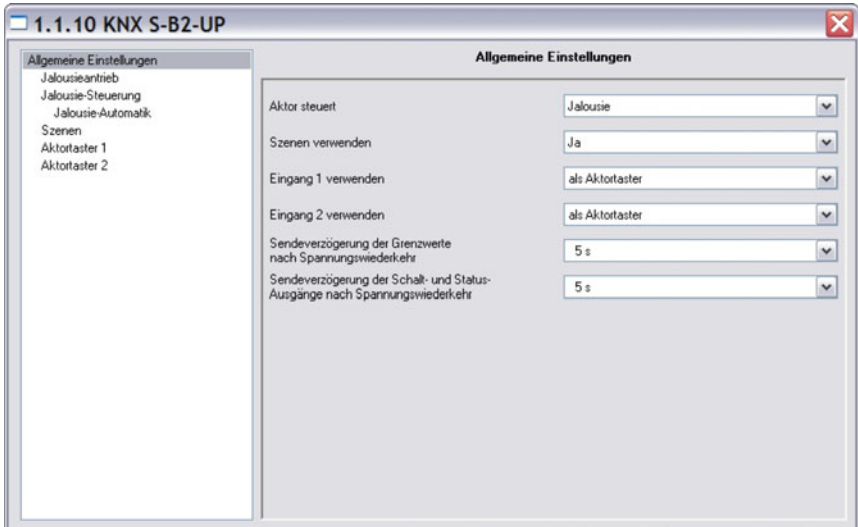 1.1.10 KNX S-B2-UP
Allgemeine Einstellungen
Jalousieantrieb
Jalousie-Steuerung
Jalousie-Automatik
Szenen
Aktortaster 1
Aktortaster 2
Allgemeine Einstellungen
Aktor steuert
Jalousie
Szenen verwenden
Ja
Eingang 1 verwenden
als Aktortaster
Eingang 2 verwenden
als Aktortaster
Sendeverzögerung der Grenzwerte
nach Spannungswiederkehr
5 s
Sendeverzögerung der Schalt- und Status-
Ausgänge nach Spannungswiederkehr
5 s